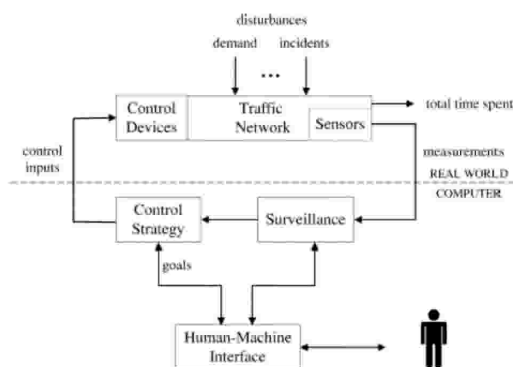 disturbances
demand incidents
...
Control
Devices
Traffic
Network
Sensors
total time spent
control
inputs
measurements
REAL WORLD
COMPUTER
Control
Strategy
Surveillance
goals
Human-Machine
Interface